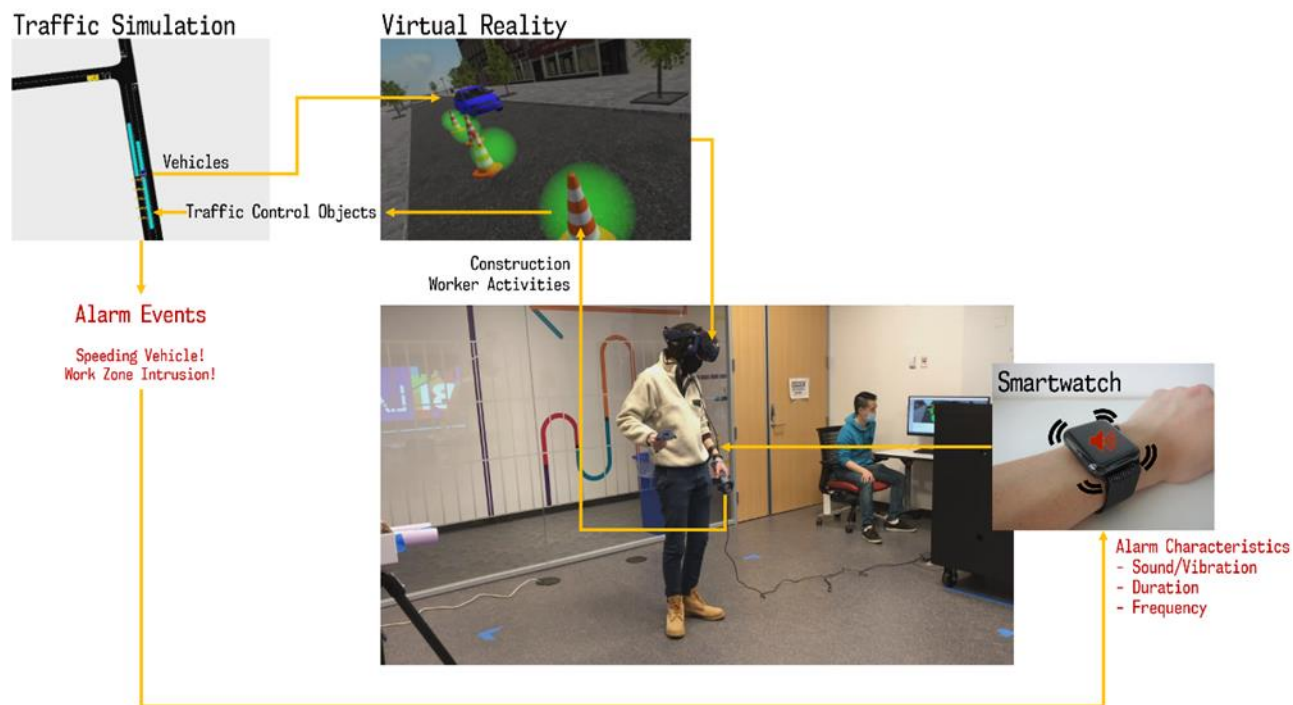 Traffic Simulation
Virtual Reality
Vehicles
Traffic Control Objects
Construction
Worker Activities
Alarm Events
Speeding Vehicle!
Work Zone Intrusion!
Smartwatch
Alarm Characteristics
- Sound/Vibration
- Duration
- Frequency